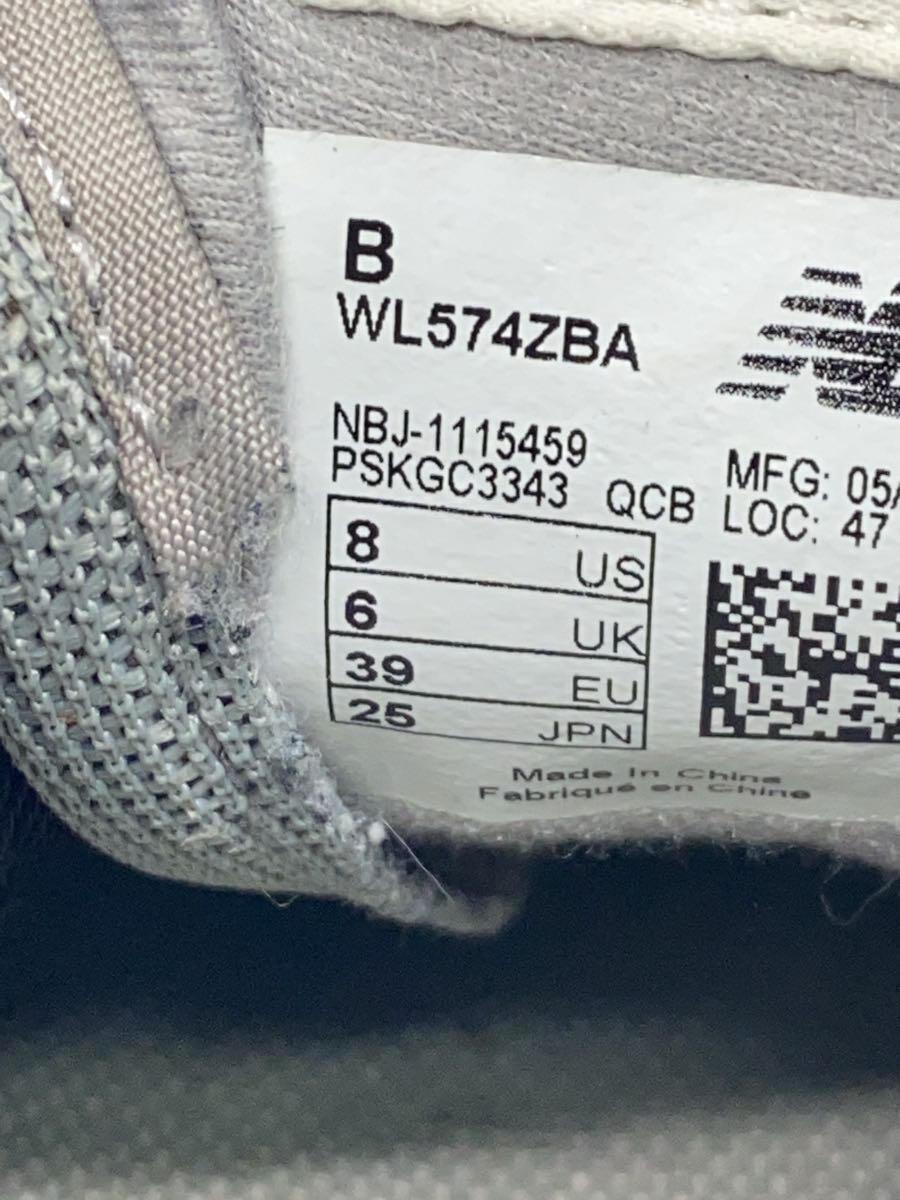 B
WL574ZBA
NBJ-1115459
PSKGC3343 QCB
MFG: 05/
LOC: 47
8 US
6 UK
39 EU
25 JPN
Made In China
Fabriqué en Chine